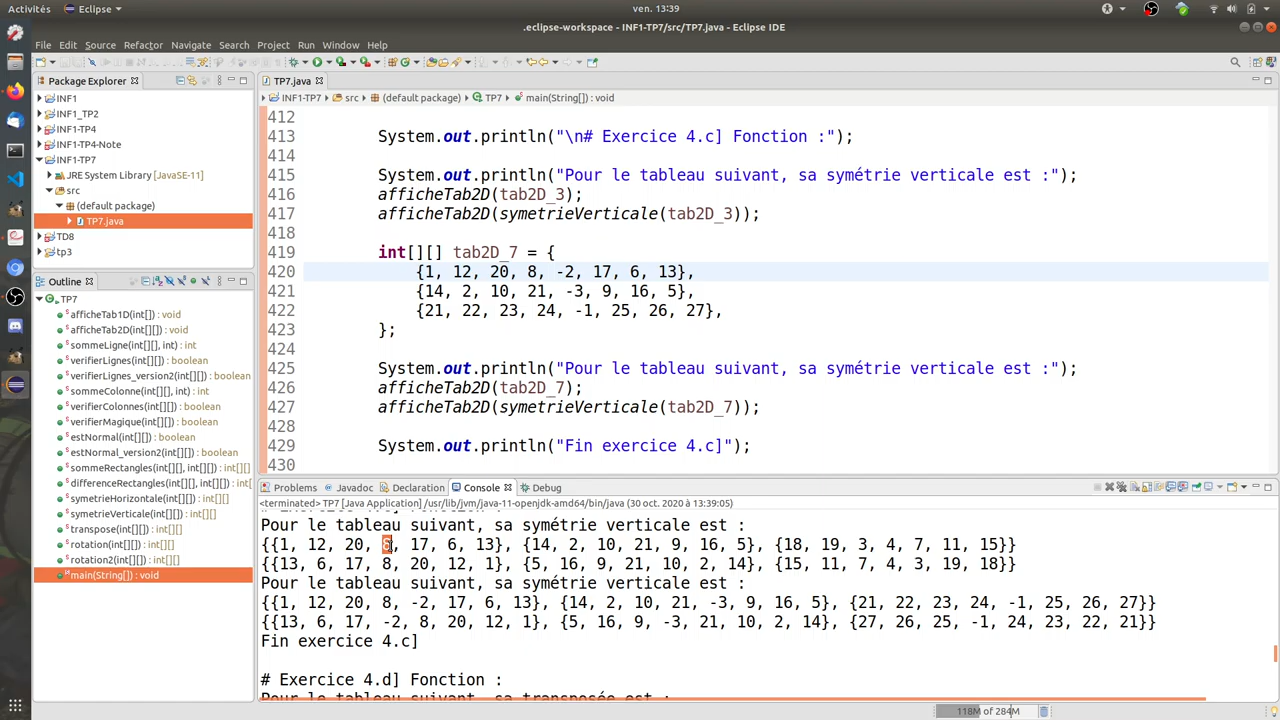 Activités Eclipse ven. 13:39
.eclipse-workspace - INF1-TP7/src/TP7.java - Eclipse IDE
File Edit Source Refactor Navigate Search Project Run Window Help
Package Explorer
INF1
INF1_TP2
INF1-TP4
INF1-TP4-Note
INF1-TP7
JRE System Library [JavaSE-11]
src
(default package)
TP7.java
TD8
tp3
Outline
TP7
afficheTab1D(int[]) : void
afficheTab2D(int[][]) : void
sommeLigne(int[][], int) : int
verifierLignes(int[][]) : boolean
verifierLignes_version2(int[][]) : boolean
sommeColonne(int[][], int) : int
verifierColonnes(int[][]) : boolean
verifierMagique(int[][]) : boolean
estNormal(int[][]) : boolean
estNormal_version2(int[][]) : boolean
sommeRectangles(int[][], int[][]) : int[][]
differenceRectangles(int[][], int[][]) : int[][]
symetrieHorizontale(int[][]) : int[][]
symetrieVerticale(int[][]) : int[][]
transpose(int[][]) : int[][]
rotation(int[][]) : int[][]
rotation2(int[][]) : int[][]
main(String[]) : void
TP7.java
INF1-TP7 src (default package) TP7 main(String[]) : void
412
413 System.out.println("\n# Exercice 4.c] Fonction :");
414
415 System.out.println("Pour le tableau suivant, sa symétrie verticale est :");
416 afficheTab2D(tab2D_3);
417 afficheTab2D(symetrieVerticale(tab2D_3));
418
419 int[][] tab2D_7 = {
420 {1, 12, 20, 8, -2, 17, 6, 13},
421 {14, 2, 10, 21, -3, 9, 16, 5},
422 {21, 22, 23, 24, -1, 25, 26, 27},
423 };
424
425 System.out.println("Pour le tableau suivant, sa symétrie verticale est :");
426 afficheTab2D(tab2D_7);
427 afficheTab2D(symetrieVerticale(tab2D_7));
428
429 System.out.println("Fin exercice 4.c]");
430
Problems Javadoc Declaration Console Debug
<terminated> TP7 [Java Application] /usr/lib/jvm/java-11-openjdk-amd64/bin/java (30 oct. 2020 à 13:39:05)
Pour le tableau suivant, sa symétrie verticale est :
{{1, 12, 20, 8, 17, 6, 13}, {14, 2, 10, 21, 9, 16, 5}, {18, 19, 3, 4, 7, 11, 15}}
{{13, 6, 17, 8, 20, 12, 1}, {5, 16, 9, 21, 10, 2, 14}, {15, 11, 7, 4, 3, 19, 18}}
Pour le tableau suivant, sa symétrie verticale est :
{{1, 12, 20, 8, -2, 17, 6, 13}, {14, 2, 10, 21, -3, 9, 16, 5}, {21, 22, 23, 24, -1, 25, 26, 27}}
{{13, 6, 17, -2, 8, 20, 12, 1}, {5, 16, 9, -3, 21, 10, 2, 14}, {27, 26, 25, -1, 24, 23, 22, 21}}
Fin exercice 4.c]
# Exercice 4.d] Fonction :
Pour le tableau suivant, sa transposée est :
118M of 284M